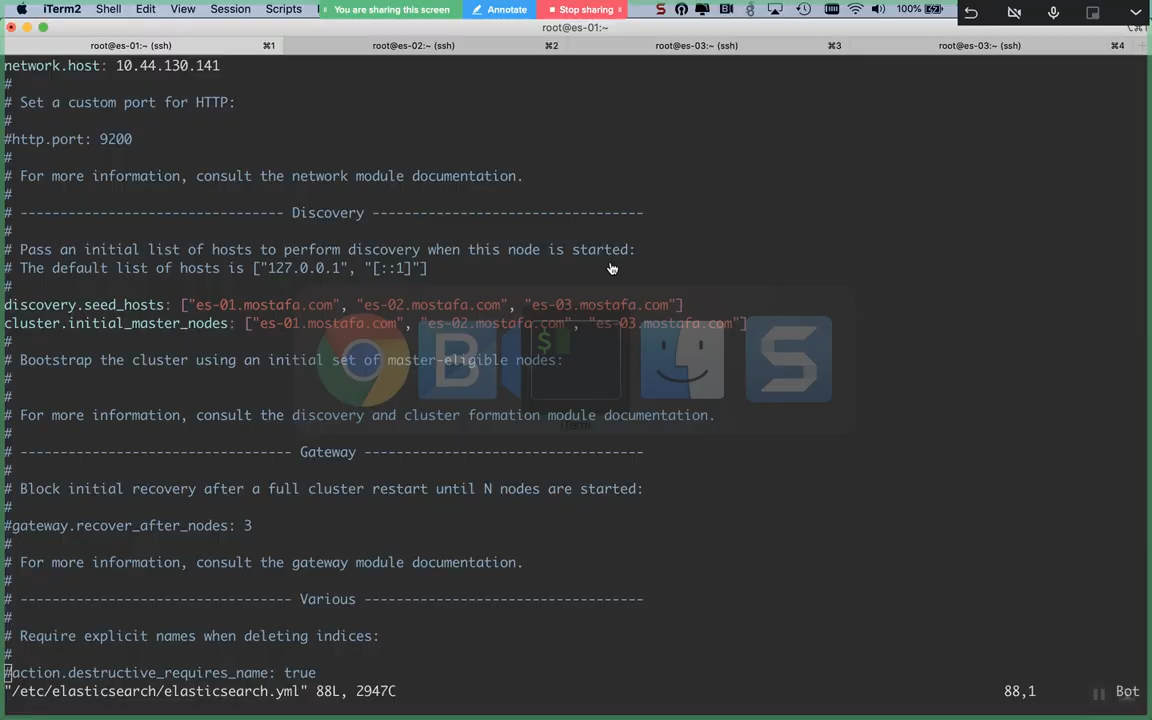 iTerm2 Shell Edit View Session Scripts
You are sharing this screen Annotate Stop sharing
100%
root@es-01:~
root@es-01:~ (ssh) ⌘1 root@es-02:~ (ssh) ⌘2 root@es-03:~ (ssh) ⌘3 root@es-03:~ (ssh) ⌘4
network.host: 10.44.130.141
#
# Set a custom port for HTTP:
#
#http.port: 9200
#
# For more information, consult the network module documentation.
#
# --------------------------------- Discovery ----------------------------------
#
# Pass an initial list of hosts to perform discovery when this node is started:
# The default list of hosts is ["127.0.0.1", "[::1]"]
#
discovery.seed_hosts: ["es-01.mostafa.com", "es-02.mostafa.com", "es-03.mostafa.com"]
cluster.initial_master_nodes: ["es-01.mostafa.com", "es-02.mostafa.com", "es-03.mostafa.com"]
#
# Bootstrap the cluster using an initial set of master-eligible nodes:
#
#
# For more information, consult the discovery and cluster formation module documentation.
#
# ---------------------------------- Gateway -----------------------------------
#
# Block initial recovery after a full cluster restart until N nodes are started:
#
#gateway.recover_after_nodes: 3
#
# For more information, consult the gateway module documentation.
#
# ---------------------------------- Various -----------------------------------
#
# Require explicit names when deleting indices:
#
#action.destructive_requires_name: true
"/etc/elasticsearch/elasticsearch.yml" 88L, 2947C 88,1 Bot